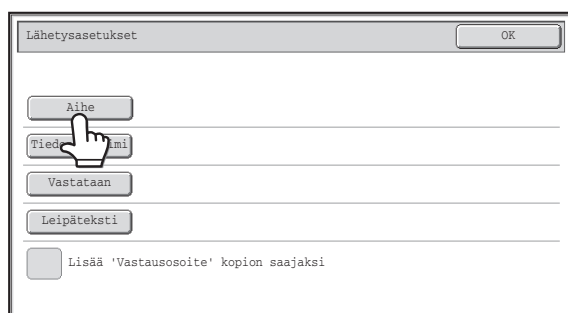 Lähetysasetukset
OK
Aihe
Vastataan
Leipäteksti
Lisää 'Vastausosoite' kopion saajaksi